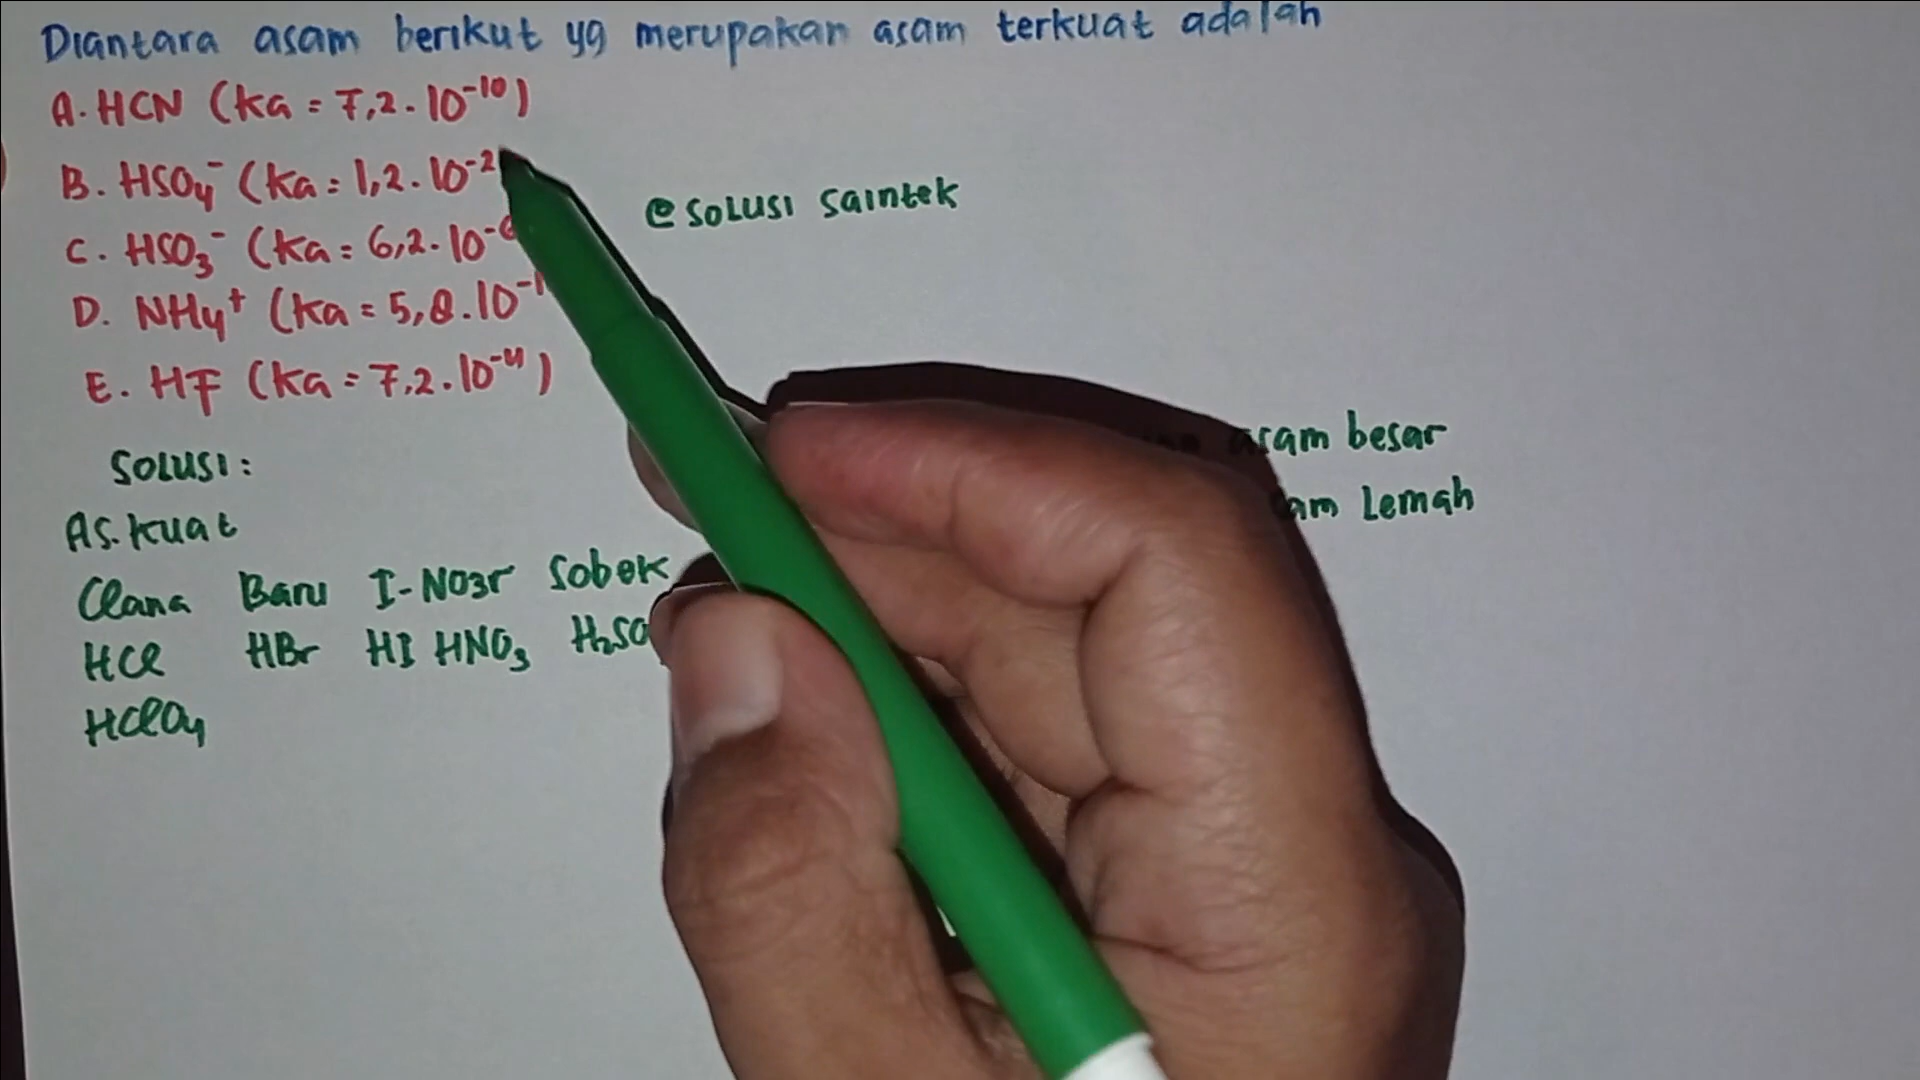 Diantara asam berikut yg merupakan asam terkuat adalah
A. HCN (Ka = 7,2 . 10⁻¹⁰)
B. HSO₄⁻ (Ka = 1,2 . 10⁻²
C. HSO₃⁻ (Ka = 6,2 . 10⁻
D. NH₄⁺ (Ka = 5,8 . 10⁻¹
E. HF (Ka = 7,2 . 10⁻⁴)
@SOLUSI Saintek
SOLUSI :
asam besar
Lemah
AS. Kuat
Clana Baru I-NO3r Sobek
HCl HBr HI HNO₃ H₂SO
HClO₄